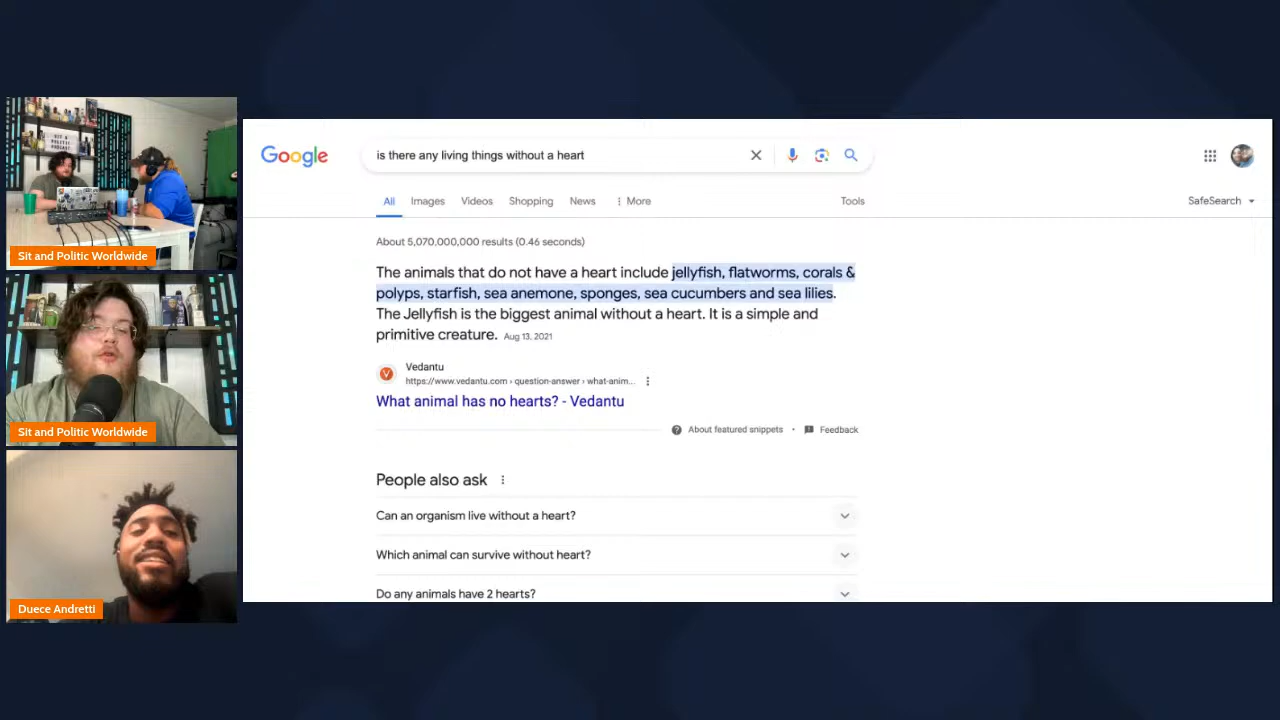 SIT &
POLITIC
PODCAST
Sit and Politic Worldwide
Sit and Politic Worldwide
Duece Andretti
Google
is there any living things without a heart
All Images Videos Shopping News More Tools SafeSearch
About 5,070,000,000 results (0.46 seconds)
The animals that do not have a heart include jellyfish, flatworms, corals &
polyps, starfish, sea anemone, sponges, sea cucumbers and sea lilies.
The Jellyfish is the biggest animal without a heart. It is a simple and
primitive creature. Aug 13, 2021
Vedantu
https://www.vedantu.com › question-answer › what-anim...
What animal has no hearts? - Vedantu
About featured snippets • Feedback
People also ask
Can an organism live without a heart?
Which animal can survive without heart?
Do any animals have 2 hearts?